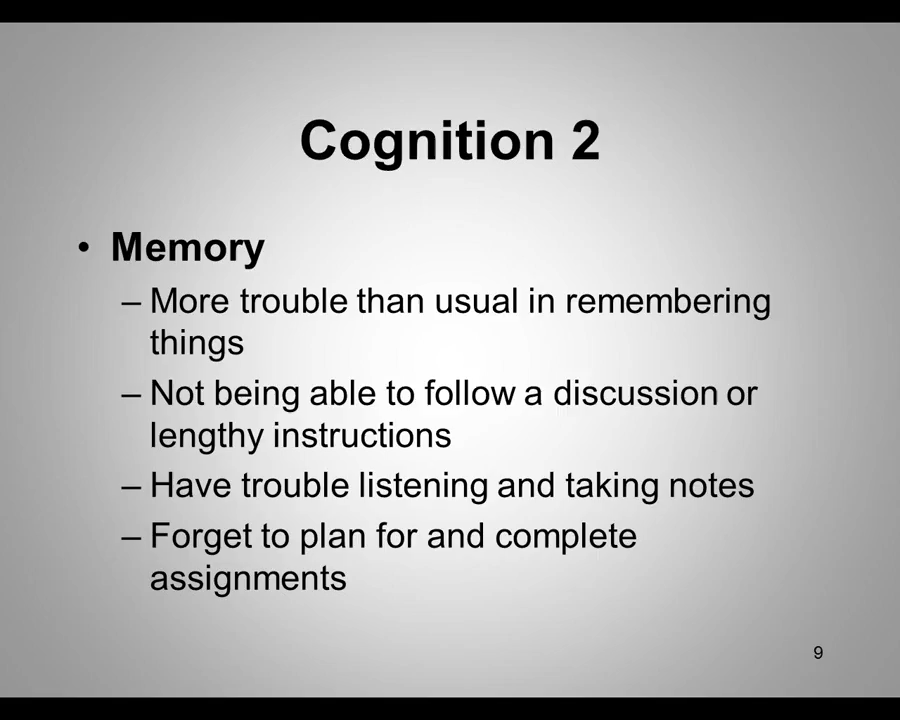 Cognition 2
• Memory
– More trouble than usual in remembering
things
– Not being able to follow a discussion or
lengthy instructions
– Have trouble listening and taking notes
– Forget to plan for and complete
assignments
9